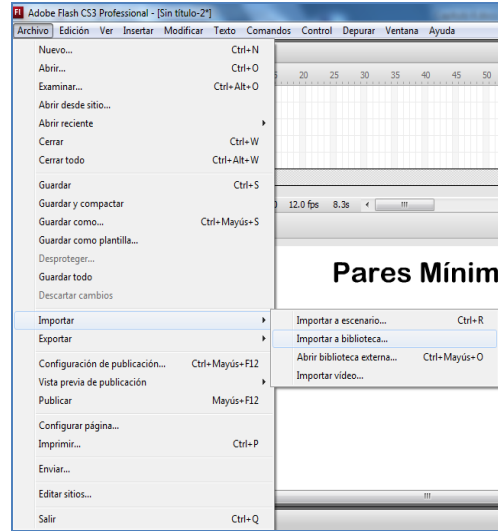 Adobe Flash CS3 Professional - [Sin título-2*]
Archivo Edición Ver Insertar Modificar Texto Comandos Control Depurar Ventana Ayuda
Nuevo... Ctrl+N
Abrir... Ctrl+O
Examinar... Ctrl+Alt+O
Abrir desde sitio...
Abrir reciente
Cerrar Ctrl+W
Cerrar todo Ctrl+Alt+W
Guardar Ctrl+S
Guardar y compactar
Guardar como... Ctrl+Mayús+S
Guardar como plantilla...
Desproteger...
Guardar todo
Descartar cambios
Importar
Exportar
Configuración de publicación... Ctrl+Mayús+F12
Vista previa de publicación
Publicar Mayús+F12
Configurar página...
Imprimir... Ctrl+P
Enviar...
Editar sitios...
Salir Ctrl+Q
20 25 30 35 40 45 50
12.0 fps 8.3s
Pares Mínim
Importar a escenario... Ctrl+R
Importar a biblioteca...
Abrir biblioteca externa... Ctrl+Mayús+O
Importar vídeo...